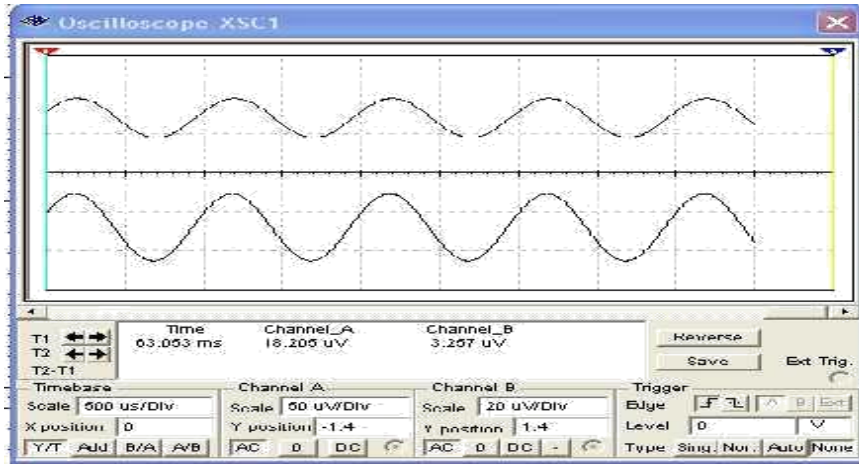 Oscilloscope XSC1
Time Channel_A Channel_B
T1 63.053 ms 18.205 uV 3.257 uV
T2
T2-T1
Reverse
Save
Ext Trig.
Timebase Channel A Channel B Trigger
Scale 500 us/Div Scale 50 uV/Div Scale 20 uV/Div Edge A B Ext
X position 0 Y position -1.4 Y position 1.4 Level 0 V
Y/T Add B/A A/B AC 0 DC AC 0 DC - Type Sing. Nor. Auto None